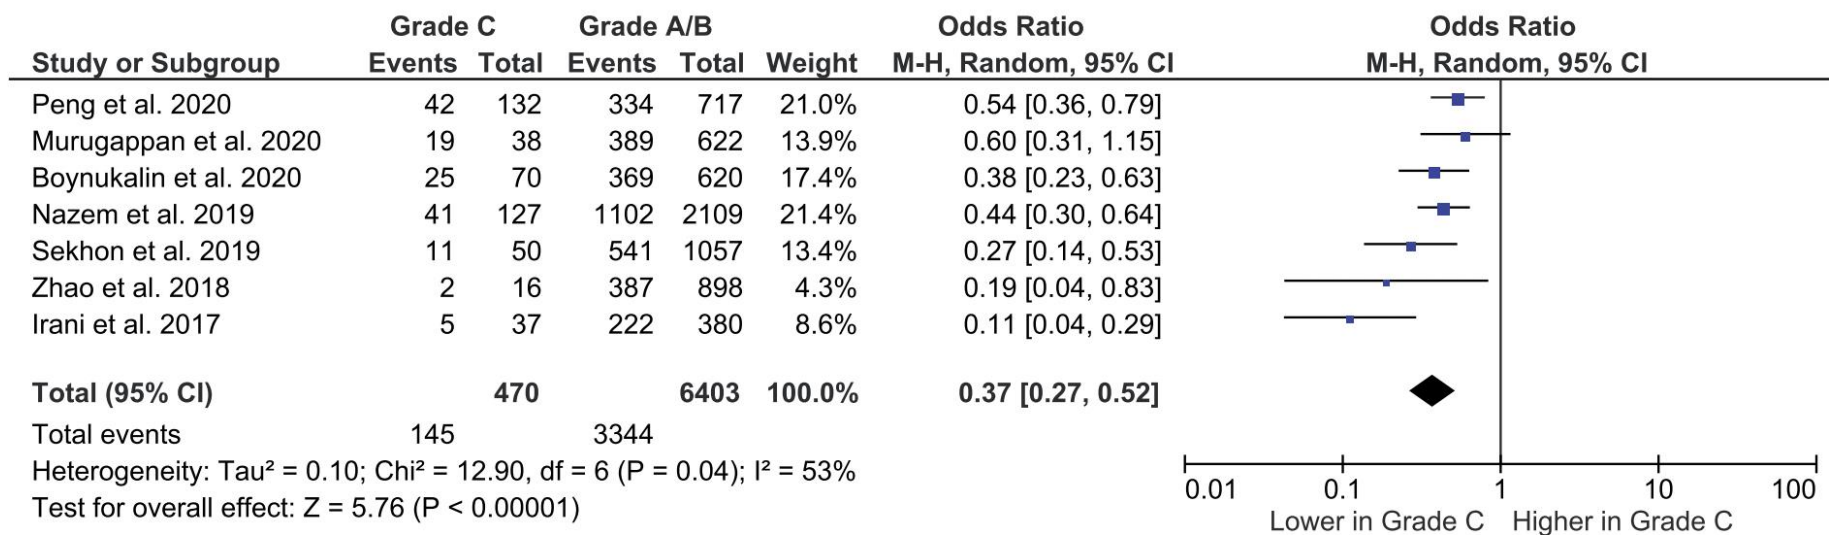 Grade C Grade A/B Odds Ratio Odds Ratio
Study or Subgroup Events Total Events Total Weight M-H, Random, 95% CI M-H, Random, 95% CI
Peng et al. 2020 42 132 334 717 21.0% 0.54 [0.36, 0.79]
Murugappan et al. 2020 19 38 389 622 13.9% 0.60 [0.31, 1.15]
Boynukalin et al. 2020 25 70 369 620 17.4% 0.38 [0.23, 0.63]
Nazem et al. 2019 41 127 1102 2109 21.4% 0.44 [0.30, 0.64]
Sekhon et al. 2019 11 50 541 1057 13.4% 0.27 [0.14, 0.53]
Zhao et al. 2018 2 16 387 898 4.3% 0.19 [0.04, 0.83]
Irani et al. 2017 5 37 222 380 8.6% 0.11 [0.04, 0.29]
Total (95% CI) 470 6403 100.0% 0.37 [0.27, 0.52]
Total events 145 3344
Heterogeneity: Tau² = 0.10; Chi² = 12.90, df = 6 (P = 0.04); I² = 53%
Test for overall effect: Z = 5.76 (P < 0.00001)
0.01 0.1 1 10 100
Lower in Grade C Higher in Grade C